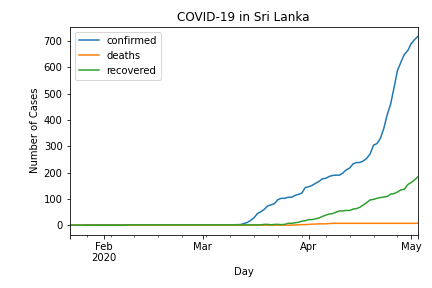 COVID-19 in Sri Lanka
confirmed
deaths
recovered
Number of Cases
700
600
500
400
300
200
100
0
Feb
2020
Mar
Apr
May
Day